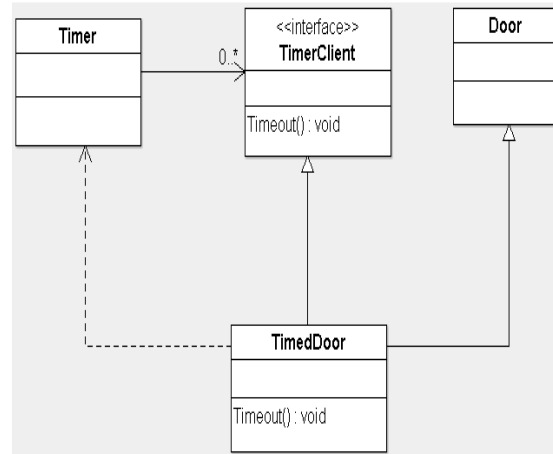 Timer
0..*
<<interface>>
TimerClient
Timeout() : void
Door
TimedDoor
Timeout() : void